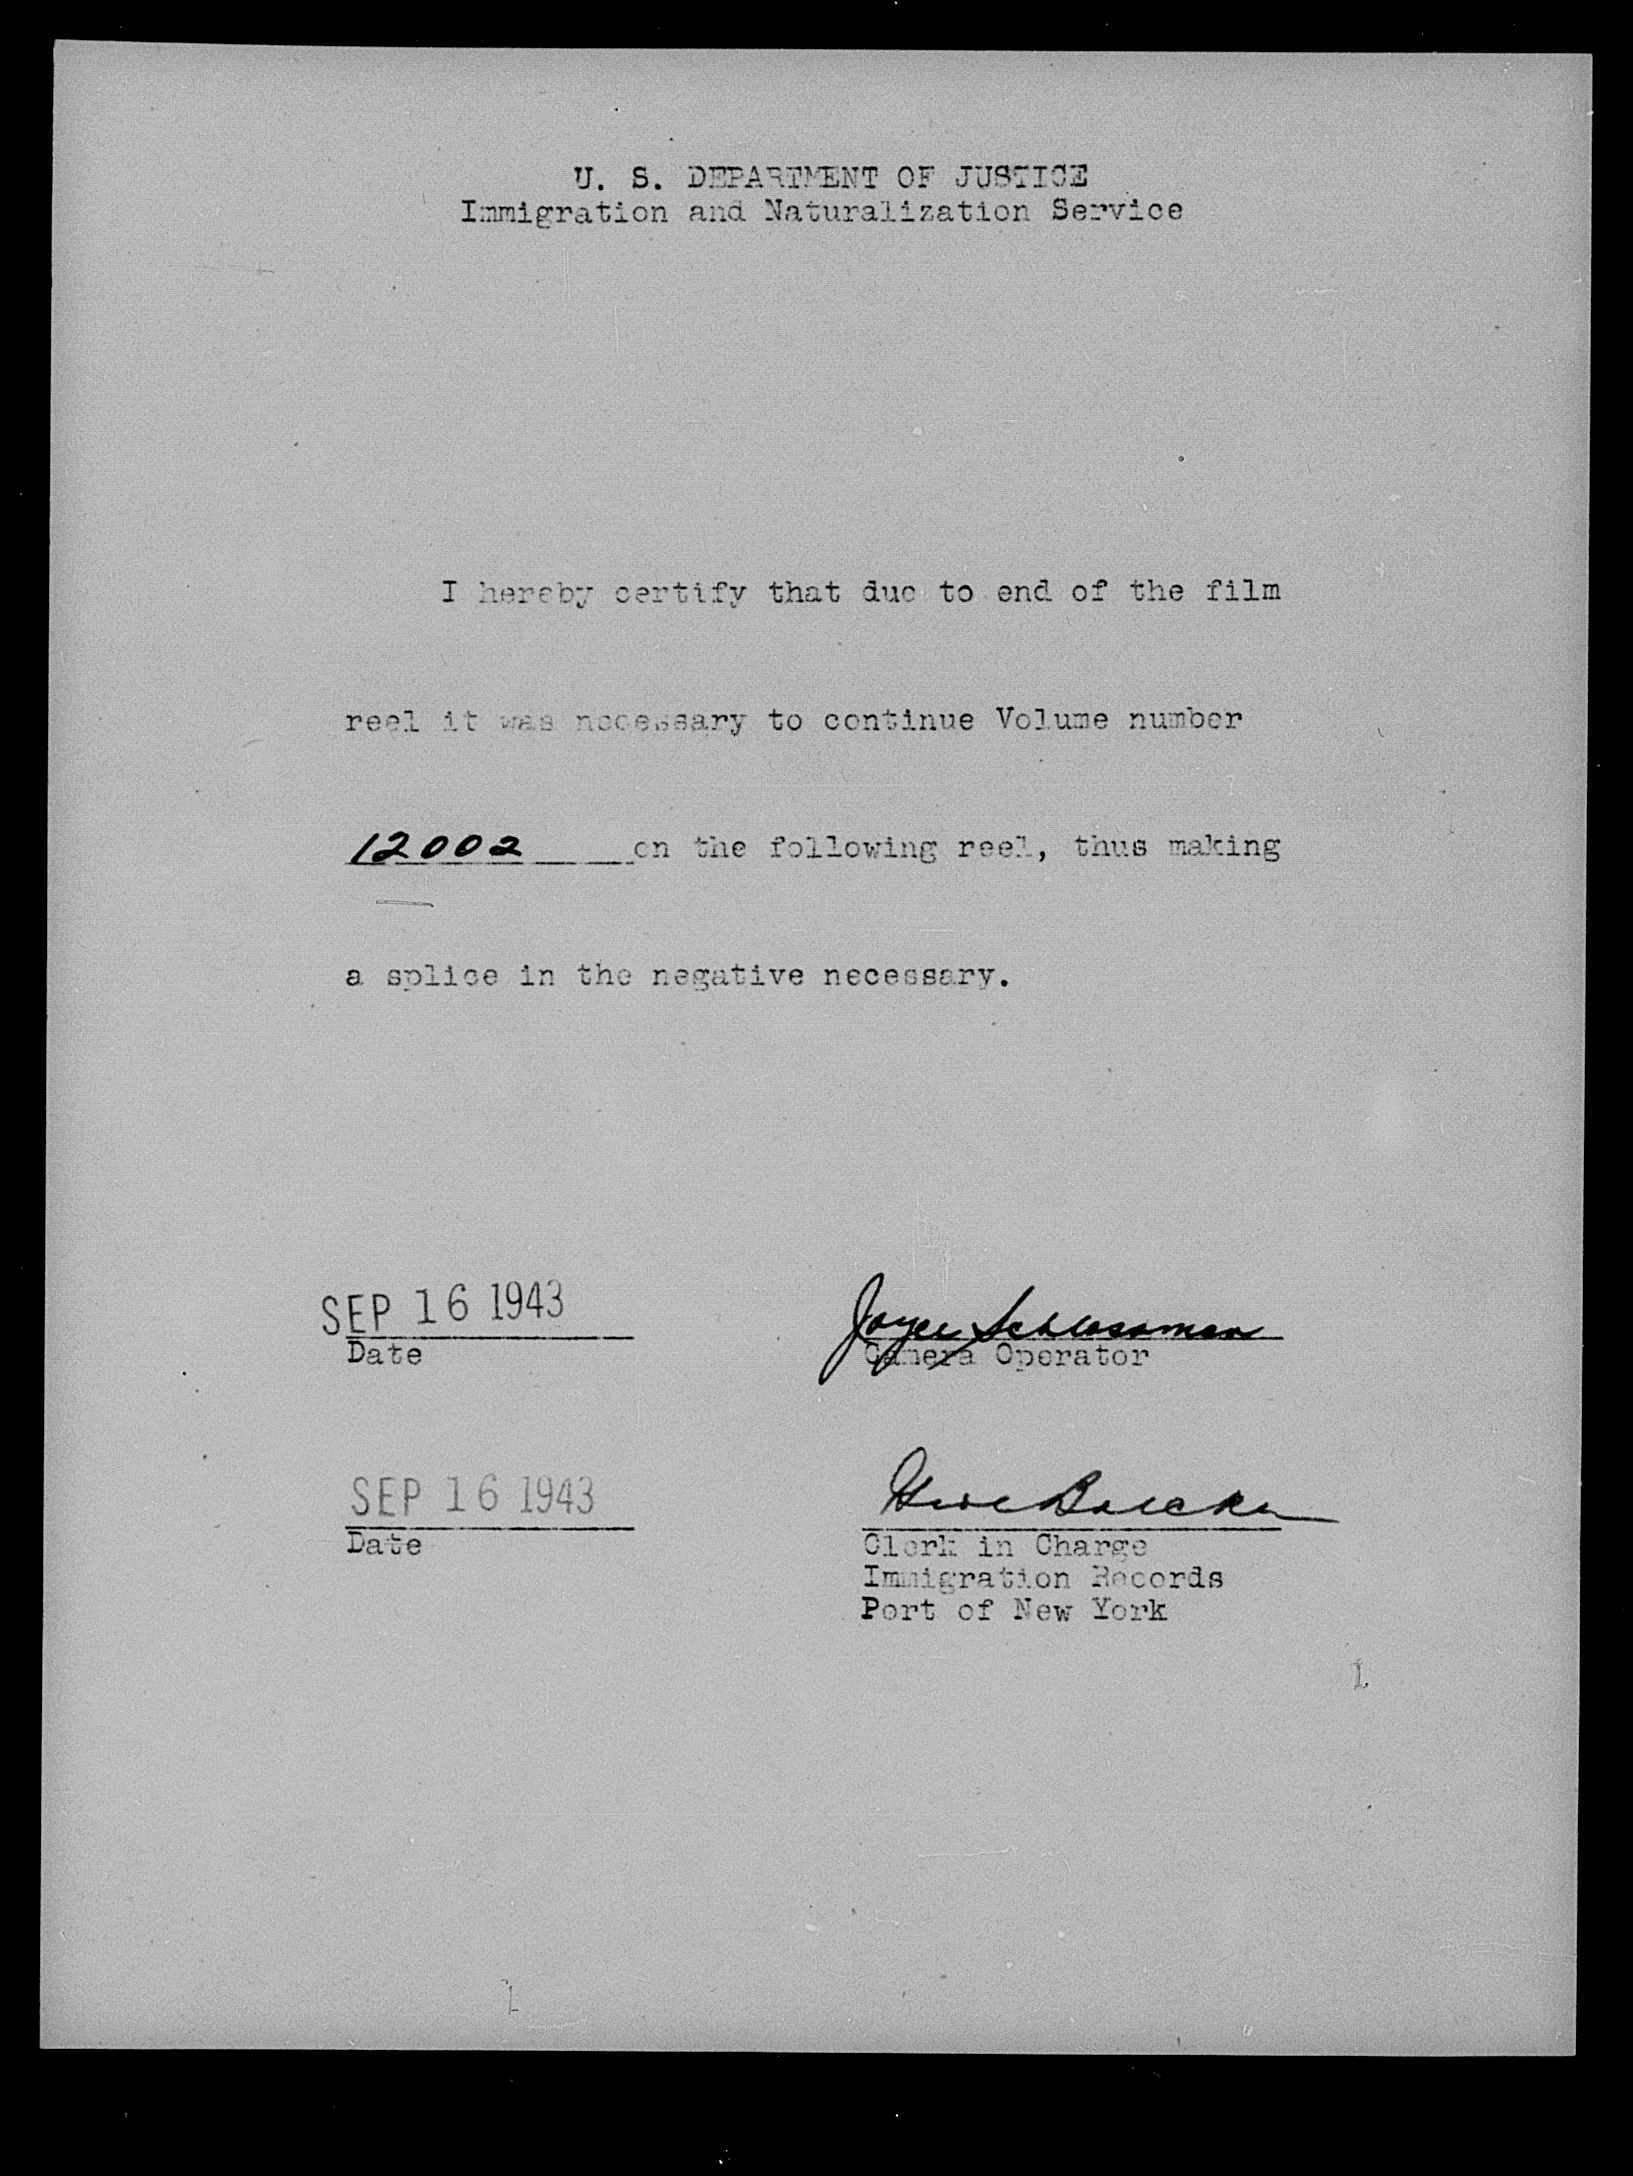 U. S. DEPARTMENT OF JUSTICE
Immigration and Naturalization Service
I hereby certify that due to end of the film
reel it was necessary to continue Volume number
12002 on the following reel, thus making
a splice in the negative necessary.
SEP 16 1943
Joyce Schlossman
Date
Camera Operator
SEP 16 1943
Date
Clerk in Charge
Immigration Records
Port of New York